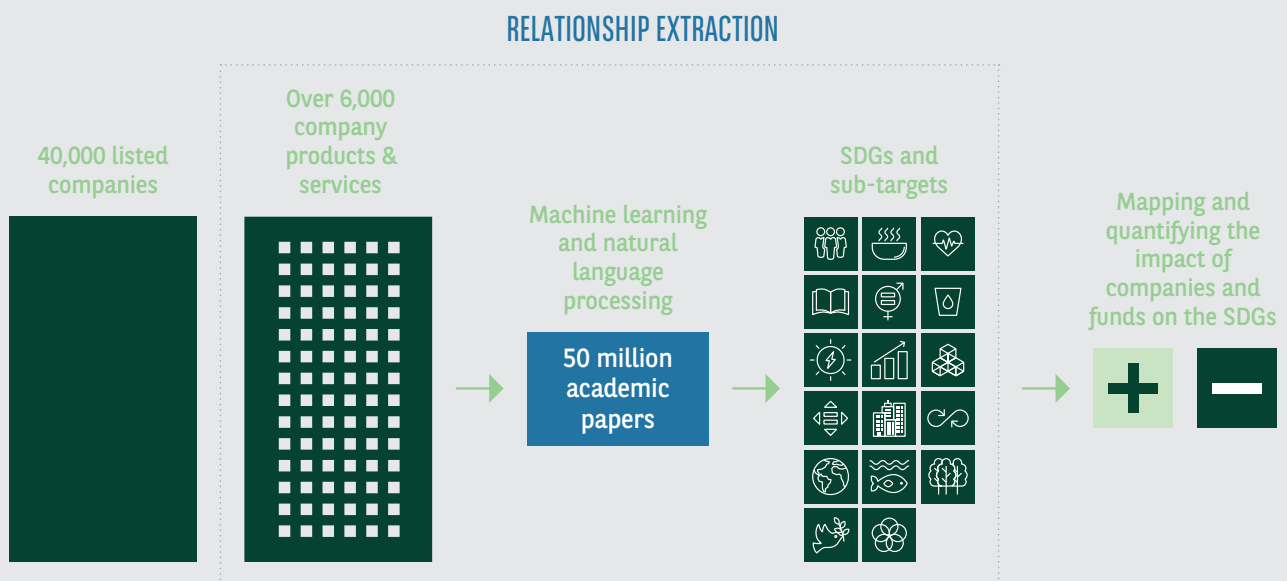 RELATIONSHIP EXTRACTION
40,000 listed
companies
Over 6,000
company
products &
services
Machine learning
and natural
language
processing
50 million
academic
papers
SDGs and
sub-targets
Mapping and
quantifying the
impact of
companies and
funds on the SDGs